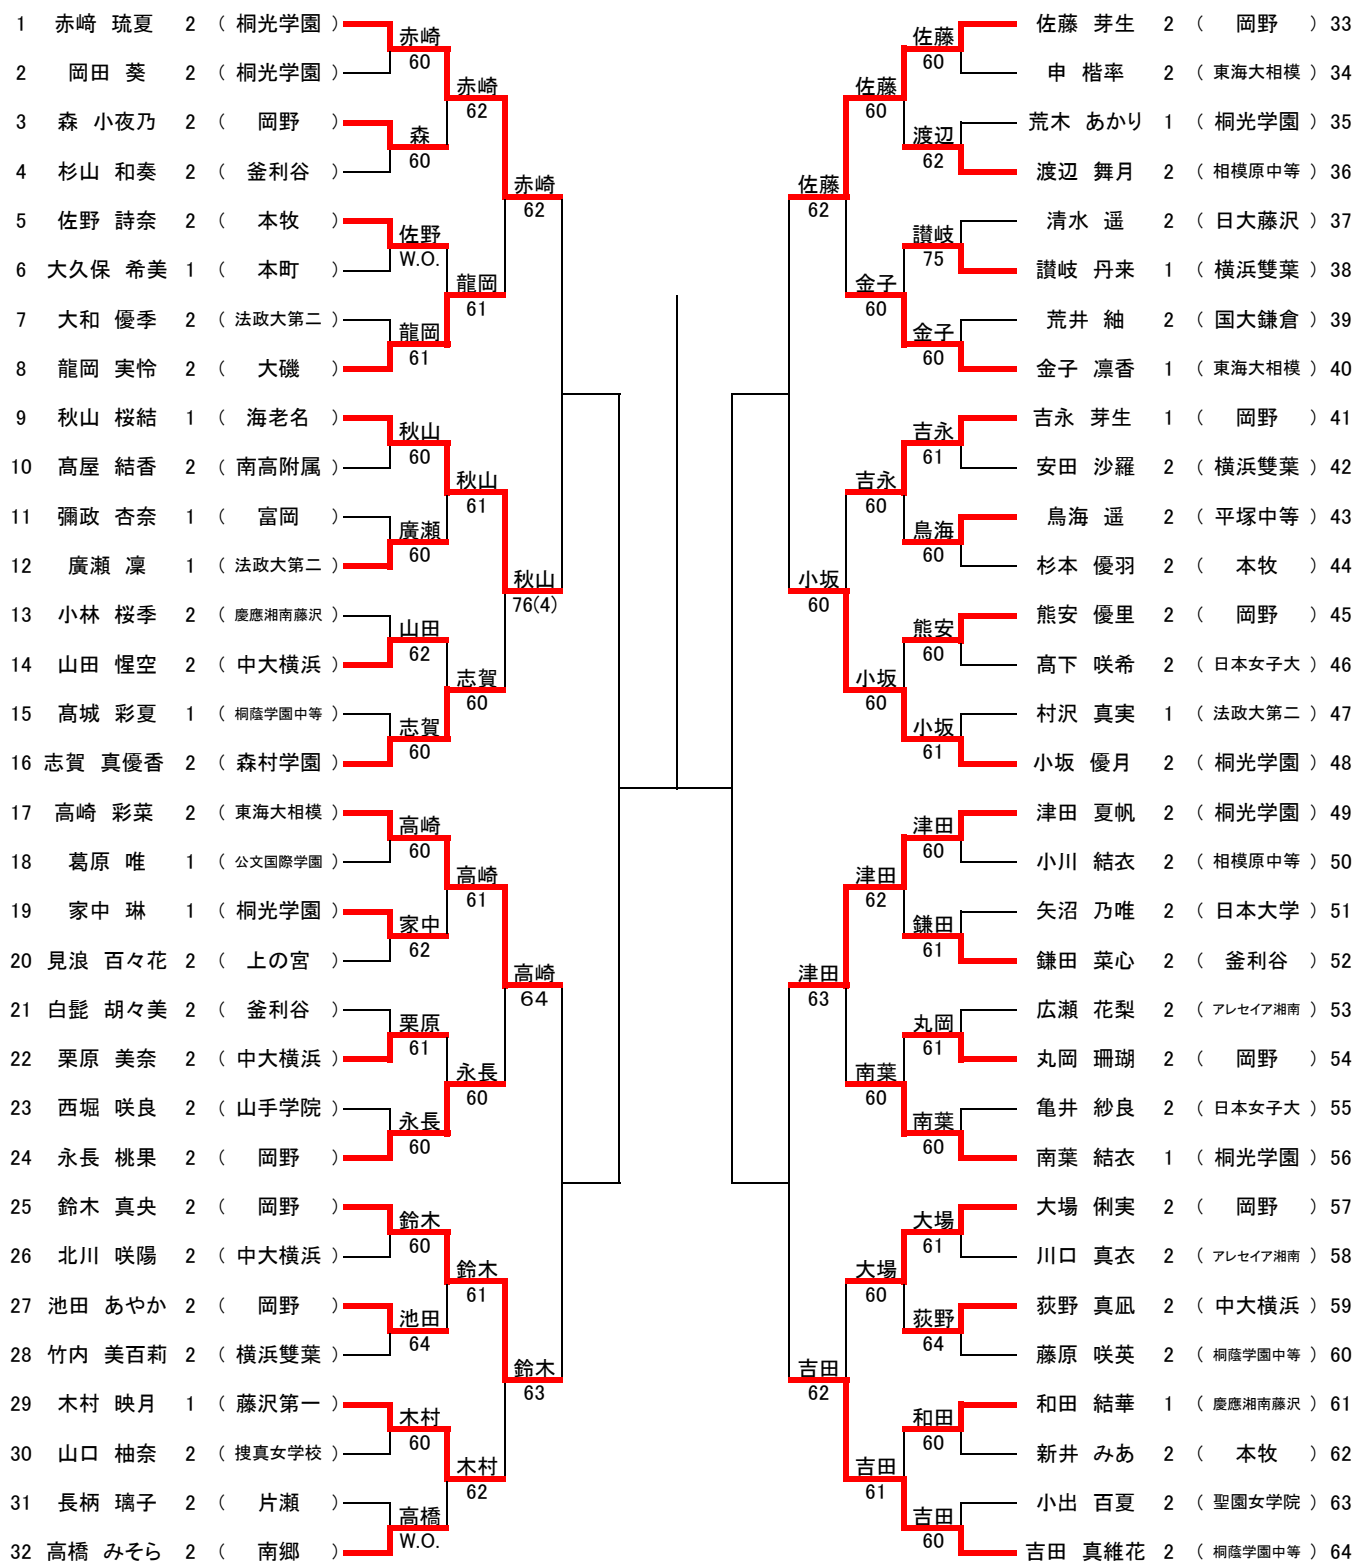 1 赤﨑 琉夏 2 ( 桐光学園 )
2 岡田 葵 2 ( 桐光学園 )
3 森 小夜乃 2 ( 岡野 )
4 杉山 和奏 2 ( 釜利谷 )
5 佐野 詩奈 2 ( 本牧 )
6 大久保 希美 1 ( 本町 )
7 大和 優季 2 ( 法政大第二 )
8 龍岡 実怜 2 ( 大磯 )
9 秋山 桜結 1 ( 海老名 )
10 髙屋 結香 2 ( 南高附属 )
11 彌政 杏奈 1 ( 富岡 )
12 廣瀬 凜 1 ( 法政大第二 )
13 小林 桜季 2 ( 慶應湘南藤沢 )
14 山田 惺空 2 ( 中大横浜 )
15 髙城 彩夏 1 ( 桐蔭学園中等 )
16 志賀 真優香 2 ( 森村学園 )
17 高崎 彩菜 2 ( 東海大相模 )
18 葛原 唯 1 ( 公文国際学園 )
19 家中 琳 1 ( 桐光学園 )
20 見浪 百々花 2 ( 上の宮 )
21 白髭 胡々美 2 ( 釜利谷 )
22 栗原 美奈 2 ( 中大横浜 )
23 西堀 咲良 2 ( 山手学院 )
24 永長 桃果 2 ( 岡野 )
25 鈴木 真央 2 ( 岡野 )
26 北川 咲陽 2 ( 中大横浜 )
27 池田 あやか 2 ( 岡野 )
28 竹内 美百莉 2 ( 横浜雙葉 )
29 木村 映月 1 ( 藤沢第一 )
30 山口 柚奈 2 ( 捜真女学校 )
31 長柄 璃子 2 ( 片瀬 )
32 高橋 みそら 2 ( 南郷 )
赤﨑
60
森
60
佐野
W.O.
龍岡
61
秋山
60
廣瀬
60
山田
62
志賀
60
高崎
60
家中
62
栗原
61
永長
60
鈴木
60
池田
64
木村
60
高橋
W.O.
赤﨑
62
龍岡
61
秋山
61
志賀
60
高崎
61
永長
60
鈴木
61
木村
62
赤﨑
62
秋山
76(4)
高崎
64
鈴木
63
佐藤
62
小坂
60
津田
63
吉田
62
佐藤
60
金子
60
吉永
60
小坂
60
津田
62
南葉
60
大場
60
吉田
61
佐藤
60
渡辺
62
讃岐
75
金子
60
吉永
61
鳥海
60
熊安
60
小坂
61
津田
60
鎌田
61
丸岡
61
南葉
60
大場
61
荻野
64
和田
60
吉田
60
佐藤 芽生 2 ( 岡野 ) 33
申 楷率 2 ( 東海大相模 ) 34
荒木 あかり 1 ( 桐光学園 ) 35
渡辺 舞月 2 ( 相模原中等 ) 36
清水 遥 2 ( 日大藤沢 ) 37
讃岐 丹来 1 ( 横浜雙葉 ) 38
荒井 紬 2 ( 国大鎌倉 ) 39
金子 凛香 1 ( 東海大相模 ) 40
吉永 芽生 1 ( 岡野 ) 41
安田 沙羅 2 ( 横浜雙葉 ) 42
鳥海 遥 2 ( 平塚中等 ) 43
杉本 優羽 2 ( 本牧 ) 44
熊安 優里 2 ( 岡野 ) 45
髙下 咲希 2 ( 日本女子大 ) 46
村沢 真実 1 ( 法政大第二 ) 47
小坂 優月 2 ( 桐光学園 ) 48
津田 夏帆 2 ( 桐光学園 ) 49
小川 結衣 2 ( 相模原中等 ) 50
矢沼 乃唯 2 ( 日本大学 ) 51
鎌田 菜心 2 ( 釜利谷 ) 52
広瀬 花梨 2 ( アレセイア湘南 ) 53
丸岡 珊瑚 2 ( 岡野 ) 54
亀井 紗良 2 ( 日本女子大 ) 55
南葉 結衣 1 ( 桐光学園 ) 56
大場 俐実 2 ( 岡野 ) 57
川口 真衣 2 ( アレセイア湘南 ) 58
荻野 真凪 2 ( 中大横浜 ) 59
藤原 咲英 2 ( 桐蔭学園中等 ) 60
和田 結華 1 ( 慶應湘南藤沢 ) 61
新井 みあ 2 ( 本牧 ) 62
小出 百夏 2 ( 聖園女学院 ) 63
吉田 真維花 2 ( 桐蔭学園中等 ) 64